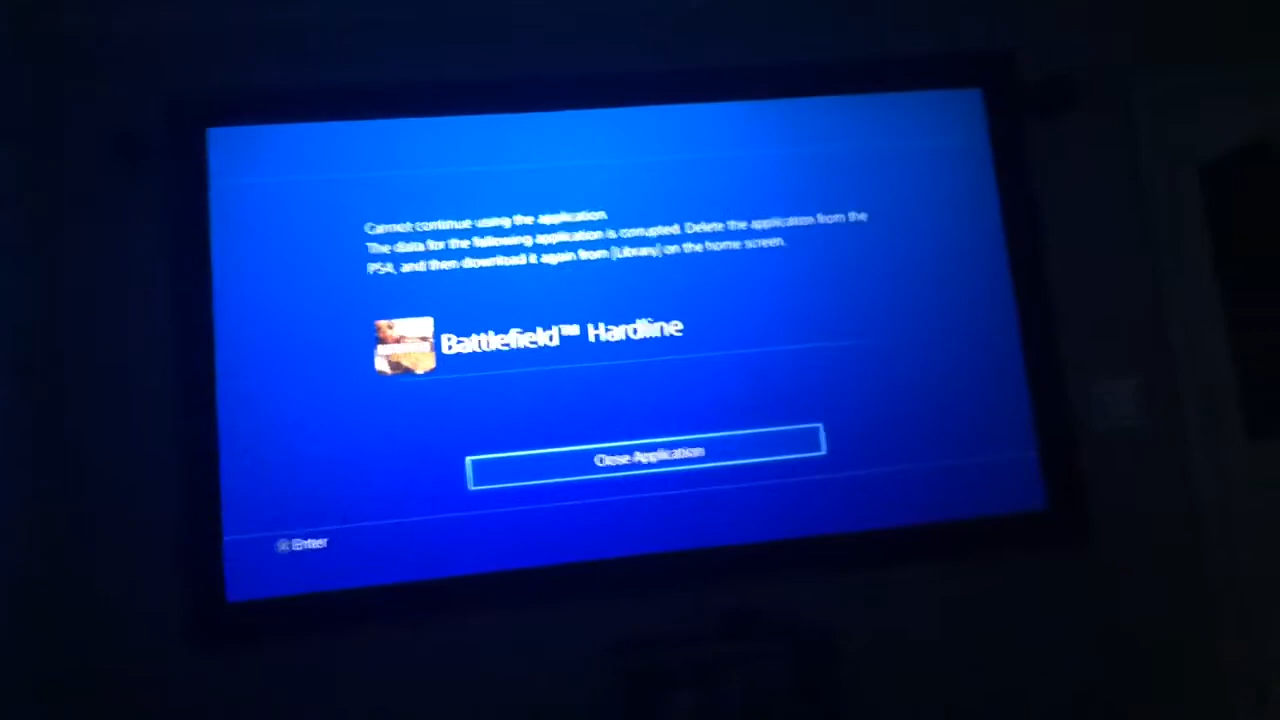 Cannot continue using the application.
The data for the following application is corrupted. Delete the application from the
PS4, and then download it again from [Library] on the home screen.
Battlefield™ Hardline
Close Application
Enter